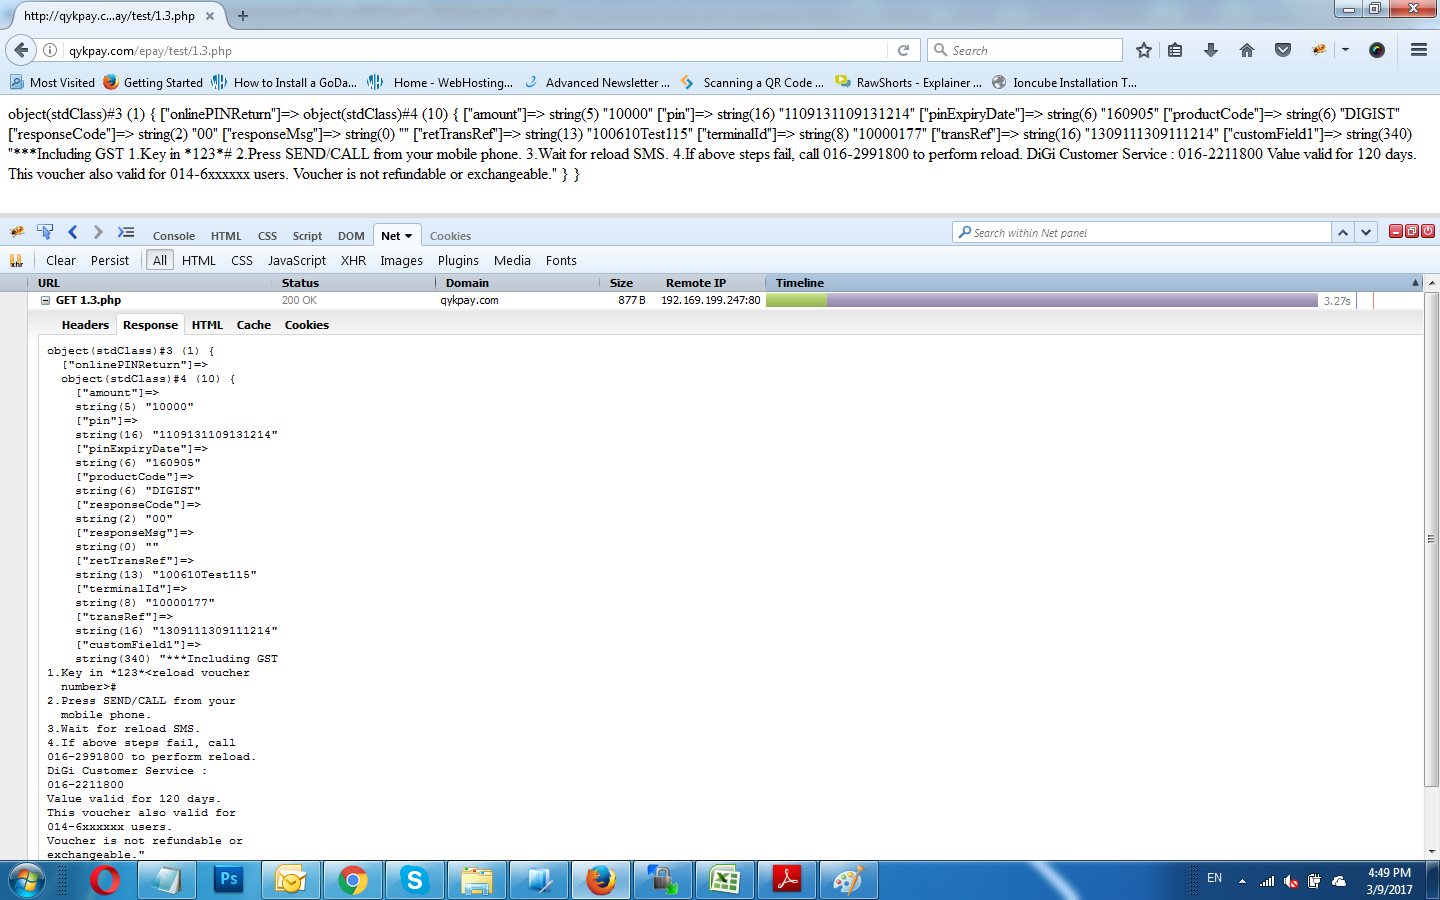 http://qykpay.c...ay/test/1.3.php
qykpay.com/epay/test/1.3.php
Search
Most Visited Getting Started How to Install a GoDa... Home - WebHosting... Advanced Newsletter ... Scanning a QR Code ... RawShorts - Explainer ... Ioncube Installation T...
object(stdClass)#3 (1) { ["onlinePINReturn"]=> object(stdClass)#4 (10) { ["amount"]=> string(5) "10000" ["pin"]=> string(16) "1109131109131214" ["pinExpiryDate"]=> string(6) "160905" ["productCode"]=> string(6) "DIGIST"
["responseCode"]=> string(2) "00" ["responseMsg"]=> string(0) "" ["retTransRef"]=> string(13) "100610Test115" ["terminalId"]=> string(8) "10000177" ["transRef"]=> string(16) "1309111309111214" ["customField1"]=> string(340)
"***Including GST 1.Key in *123*# 2.Press SEND/CALL from your mobile phone. 3.Wait for reload SMS. 4.If above steps fail, call 016-2991800 to perform reload. DiGi Customer Service : 016-2211800 Value valid for 120 days.
This voucher also valid for 014-6xxxxxx users. Voucher is not refundable or exchangeable." } }
Console HTML CSS Script DOM Net Cookies
Search within Net panel
xhr Clear Persist All HTML CSS JavaScript XHR Images Plugins Media Fonts
URL Status Domain Size Remote IP Timeline
GET 1.3.php 200 OK qykpay.com 877 B 192.169.199.247:80 3.27s
Headers Response HTML Cache Cookies
object(stdClass)#3 (1) {
["onlinePINReturn"]=>
object(stdClass)#4 (10) {
["amount"]=>
string(5) "10000"
["pin"]=>
string(16) "1109131109131214"
["pinExpiryDate"]=>
string(6) "160905"
["productCode"]=>
string(6) "DIGIST"
["responseCode"]=>
string(2) "00"
["responseMsg"]=>
string(0) ""
["retTransRef"]=>
string(13) "100610Test115"
["terminalId"]=>
string(8) "10000177"
["transRef"]=>
string(16) "1309111309111214"
["customField1"]=>
string(340) "***Including GST
1.Key in *123*<reload voucher
number>#
2.Press SEND/CALL from your
mobile phone.
3.Wait for reload SMS.
4.If above steps fail, call
016-2991800 to perform reload.
DiGi Customer Service :
016-2211800
Value valid for 120 days.
This voucher also valid for
014-6xxxxxx users.
Voucher is not refundable or
exchangeable."
Ps
EN
4:49 PM
3/9/2017